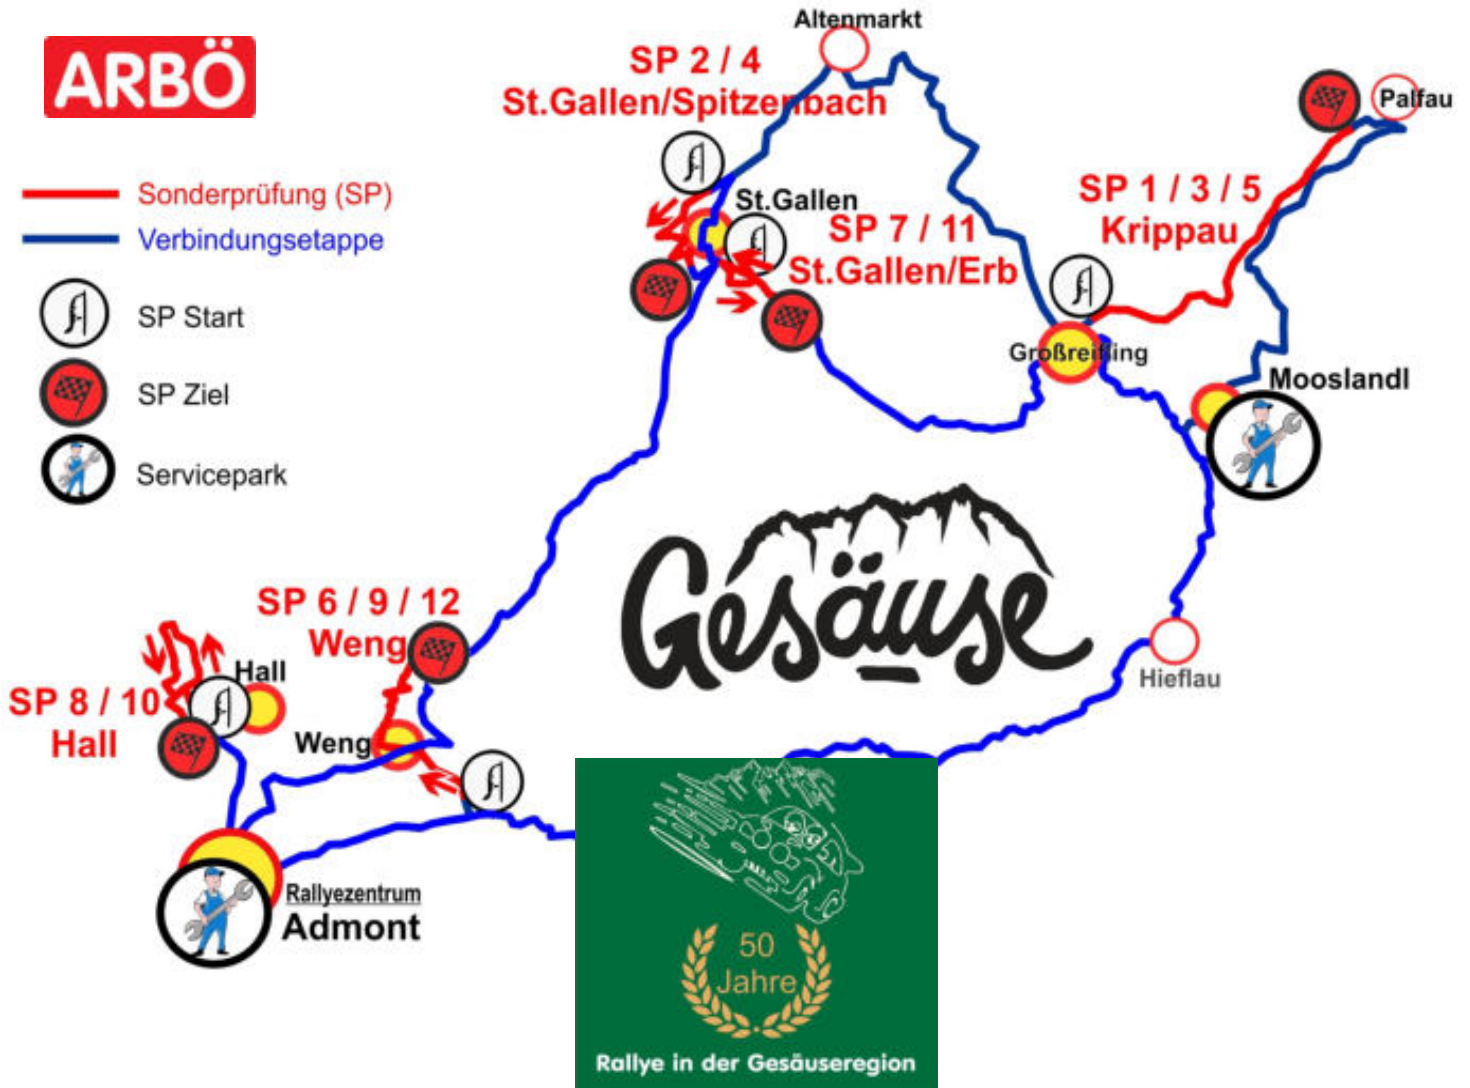 Altenmarkt
ARBÖ
SP 2 / 4
St.Gallen/Spitzenbach
Palfau
Sonderprüfung (SP)
Verbindungsetappe
SP 1 / 3 / 5
Krippau
St.Gallen
SP 7 / 11
St.Gallen/Erb
SP Start
Großreifling
Mooslandl
SP Ziel
Servicepark
Gesäuse
SP 6 / 9 / 12
Weng
Hall
Hieflau
SP 8 / 10
Hall
Weng
Rallyezentrum
Admont
50
Jahre
Rallye in der Gesäuseregion